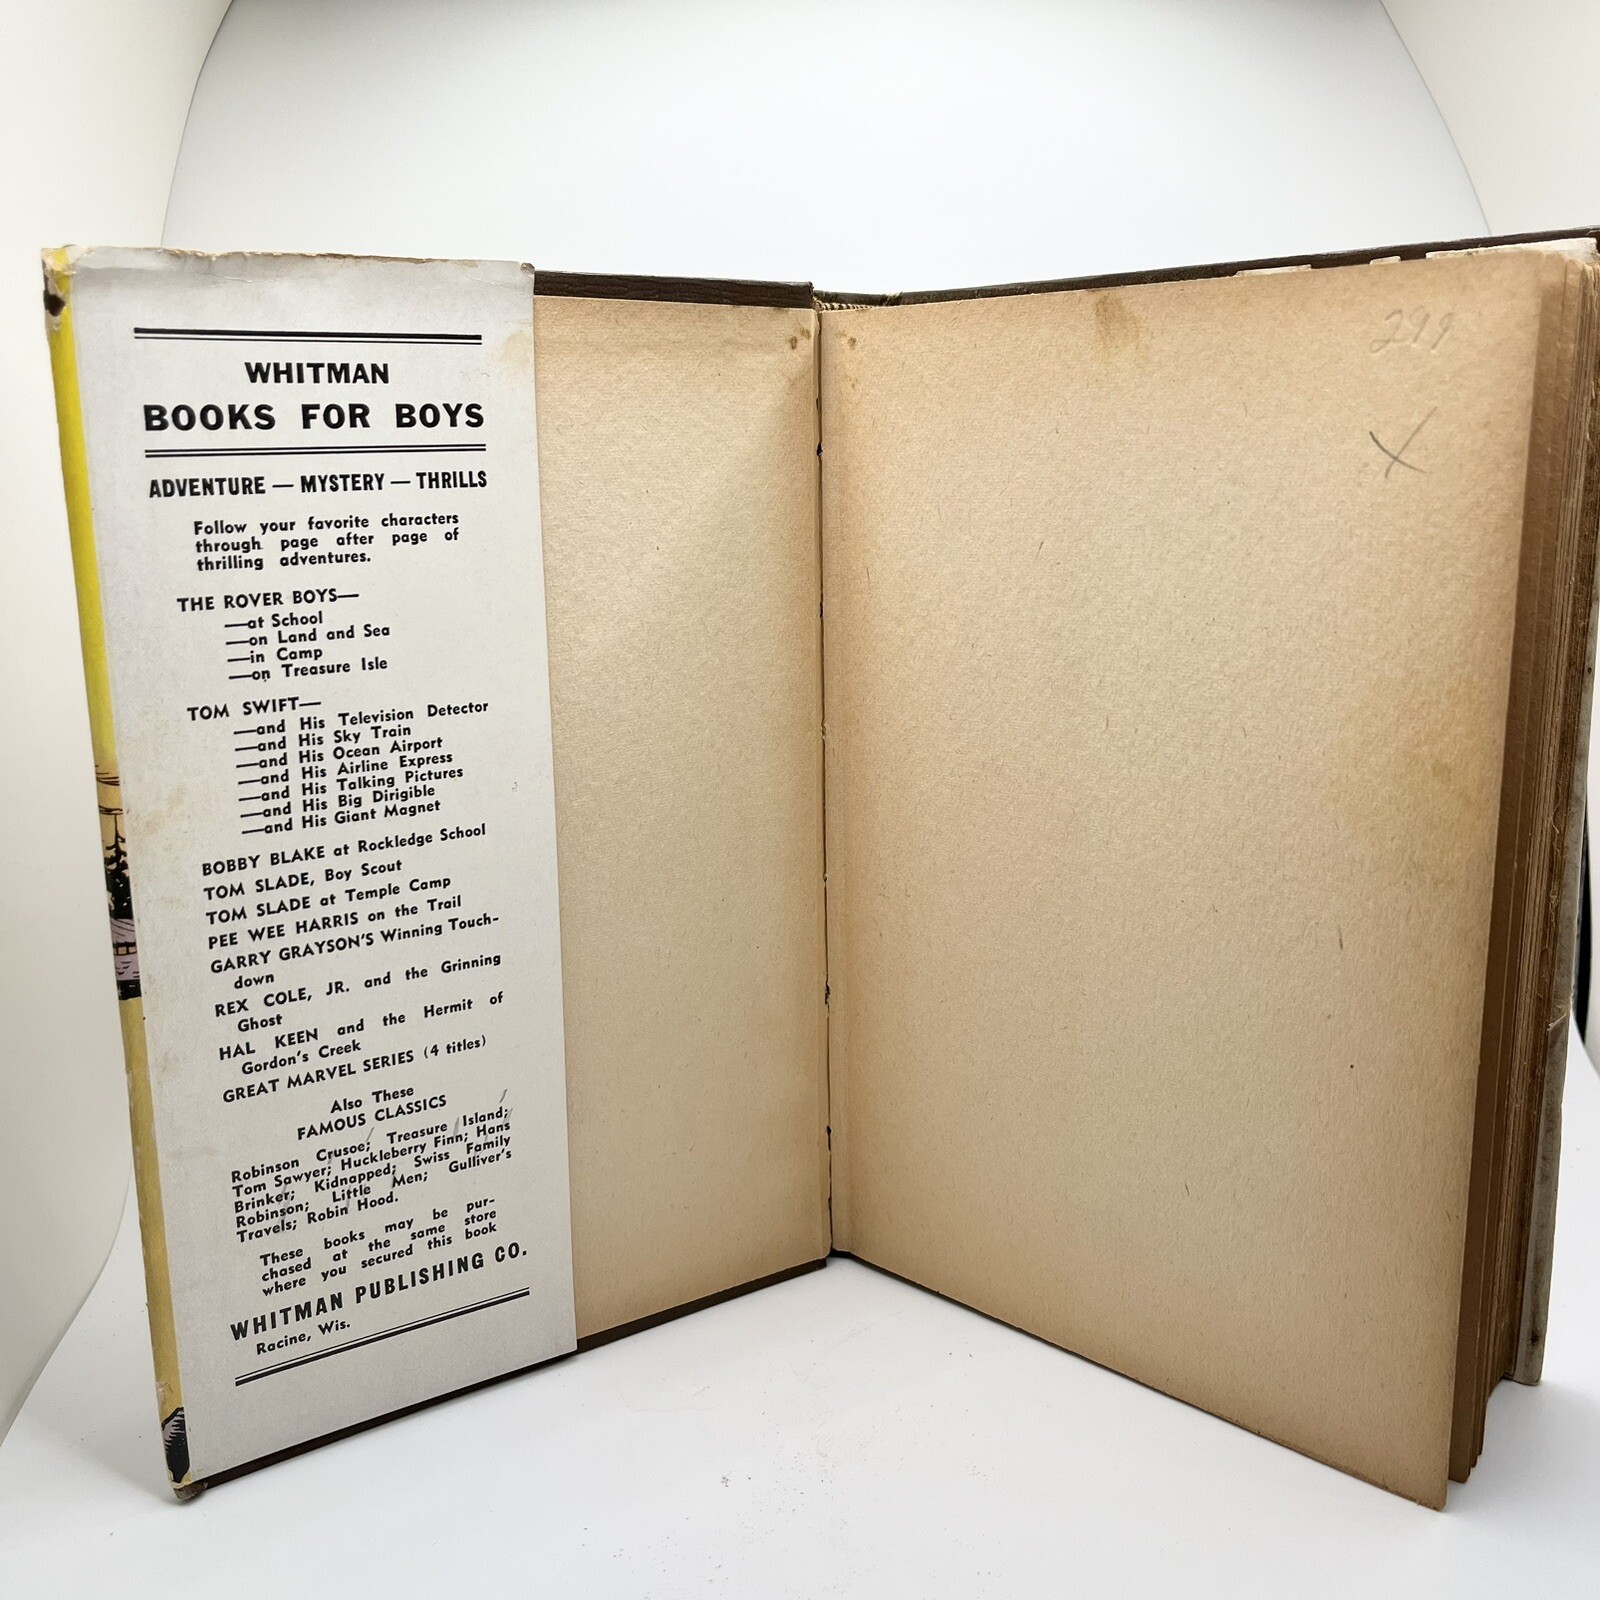 WHITMAN
BOOKS FOR BOYS
ADVENTURE — MYSTERY — THRILLS
Follow your favorite characters
through page after page of
thrilling adventures.
THE ROVER BOYS—
—at School
—on Land and Sea
—in Camp
—on Treasure Isle
TOM SWIFT—
—and His Television Detector
—and His Sky Train
—and His Ocean Airport
—and His Airline Express
—and His Talking Pictures
—and His Big Dirigible
—and His Giant Magnet
BOBBY BLAKE at Rockledge School
TOM SLADE, Boy Scout
TOM SLADE at Temple Camp
PEE WEE HARRIS on the Trail
GARRY GRAYSON'S Winning Touch-
down
REX COLE, JR. and the Grinning
Ghost
HAL KEEN and the Hermit of
Gordon's Creek
GREAT MARVEL SERIES (4 titles)
Also These
FAMOUS CLASSICS
Robinson Crusoe; Treasure Island;
Tom Sawyer; Huckleberry Finn; Hans
Brinker; Kidnapped; Swiss Family
Robinson; Little Men; Gulliver's
Travels; Robin Hood.
These books may be pur-
chased at the same store
where you secured this book
WHITMAN PUBLISHING CO.
Racine, Wis.
299
X